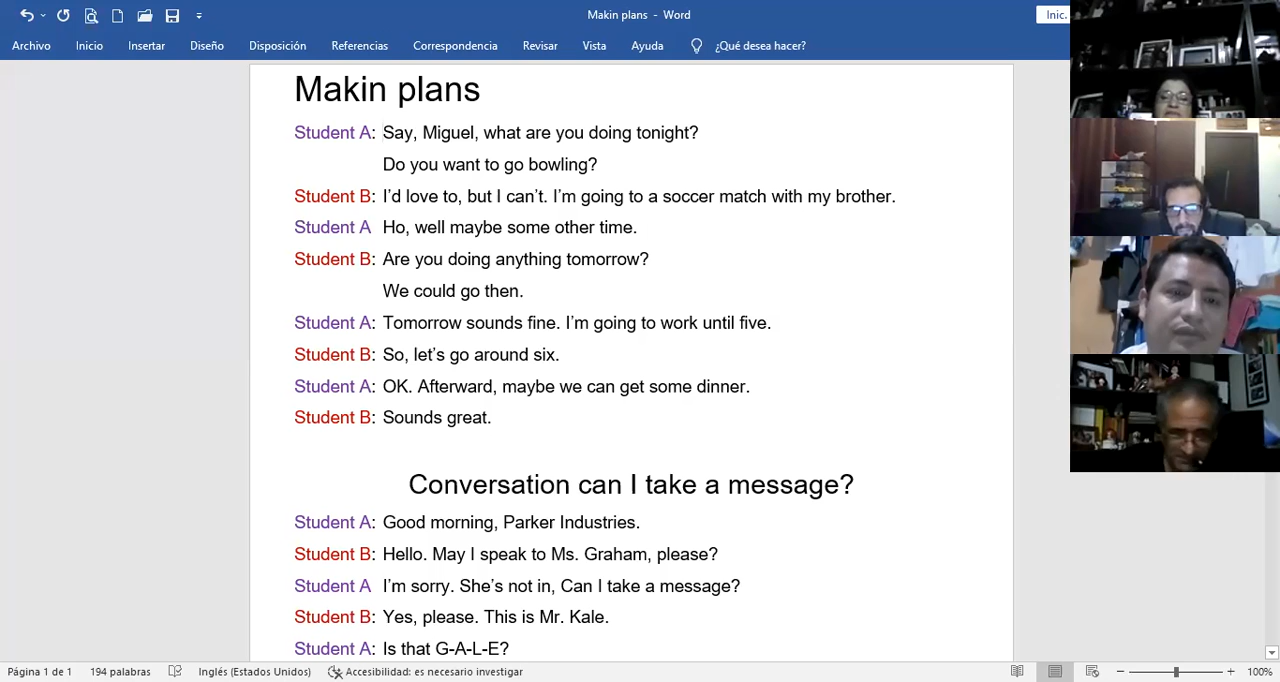 Makin plans - Word
Inic.
Archivo Inicio Insertar Diseño Disposición Referencias Correspondencia Revisar Vista Ayuda ¿Qué desea hacer?
Makin plans
Student A: Say, Miguel, what are you doing tonight?
Do you want to go bowling?
Student B: I'd love to, but I can't. I'm going to a soccer match with my brother.
Student A Ho, well maybe some other time.
Student B: Are you doing anything tomorrow?
We could go then.
Student A: Tomorrow sounds fine. I'm going to work until five.
Student B: So, let's go around six.
Student A: OK. Afterward, maybe we can get some dinner.
Student B: Sounds great.
Conversation can I take a message?
Student A: Good morning, Parker Industries.
Student B: Hello. May I speak to Ms. Graham, please?
Student A I'm sorry. She's not in, Can I take a message?
Student B: Yes, please. This is Mr. Kale.
Student A: Is that G-A-L-E?
Página 1 de 1 194 palabras Inglés (Estados Unidos) Accesibilidad: es necesario investigar 100%